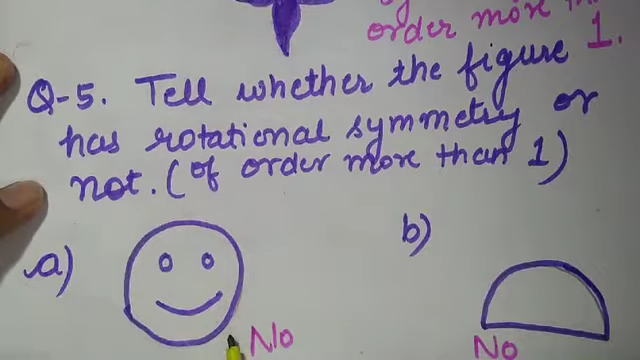 of
order more
1.
Q-5. Tell whether the figure
has rotational symmetry or
not. (of order more than 1)
a)
b)
No
No